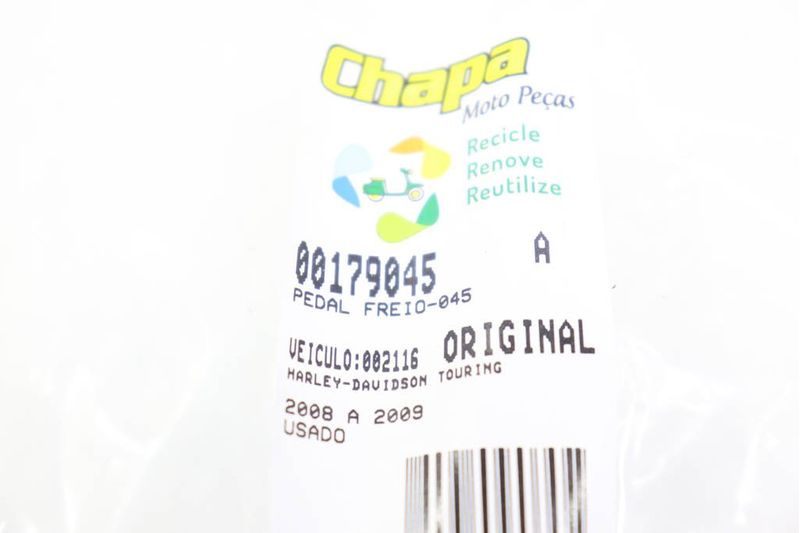 Chapa
Moto Peças
Recicle
Renove
Reutilize
00179045 A
PEDAL FREIO-045
VEICULO:002116 ORIGINAL
HARLEY-DAVIDSON TOURING
2008 A 2009
USADO